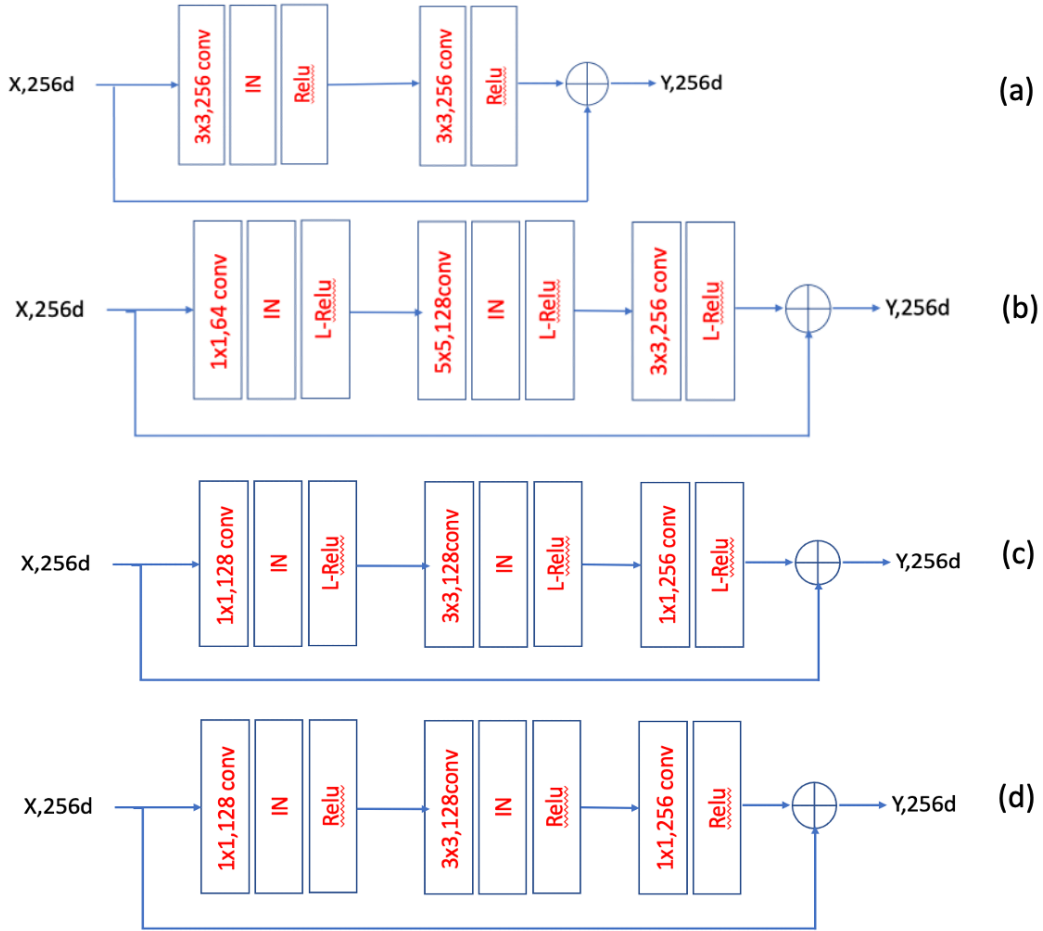 X,256d
3x3,256 conv
IN
Relu
3x3,256 conv
Relu
Y,256d
(a)
X,256d
1x1,64 conv
IN
L-Relu
5x5,128conv
IN
L-Relu
3x3,256 conv
L-Relu
Y,256d
(b)
X,256d
1x1,128 conv
IN
L-Relu
3x3,128conv
IN
L-Relu
1x1,256 conv
L-Relu
Y,256d
(c)
X,256d
1x1,128 conv
IN
Relu
3x3,128conv
IN
Relu
1x1,256 conv
Relu
Y,256d
(d)